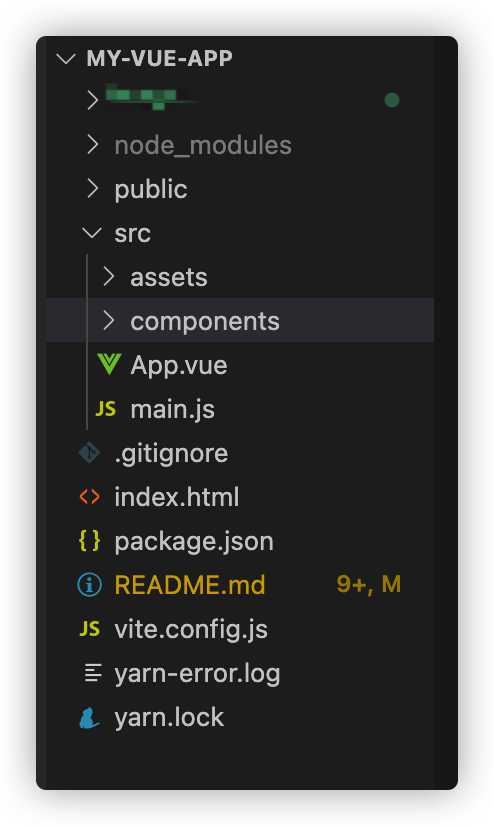 MY-VUE-APP
node_modules
public
src
assets
components
App.vue
JS main.js
.gitignore
index.html
{} package.json
README.md 9+, M
JS vite.config.js
yarn-error.log
yarn.lock